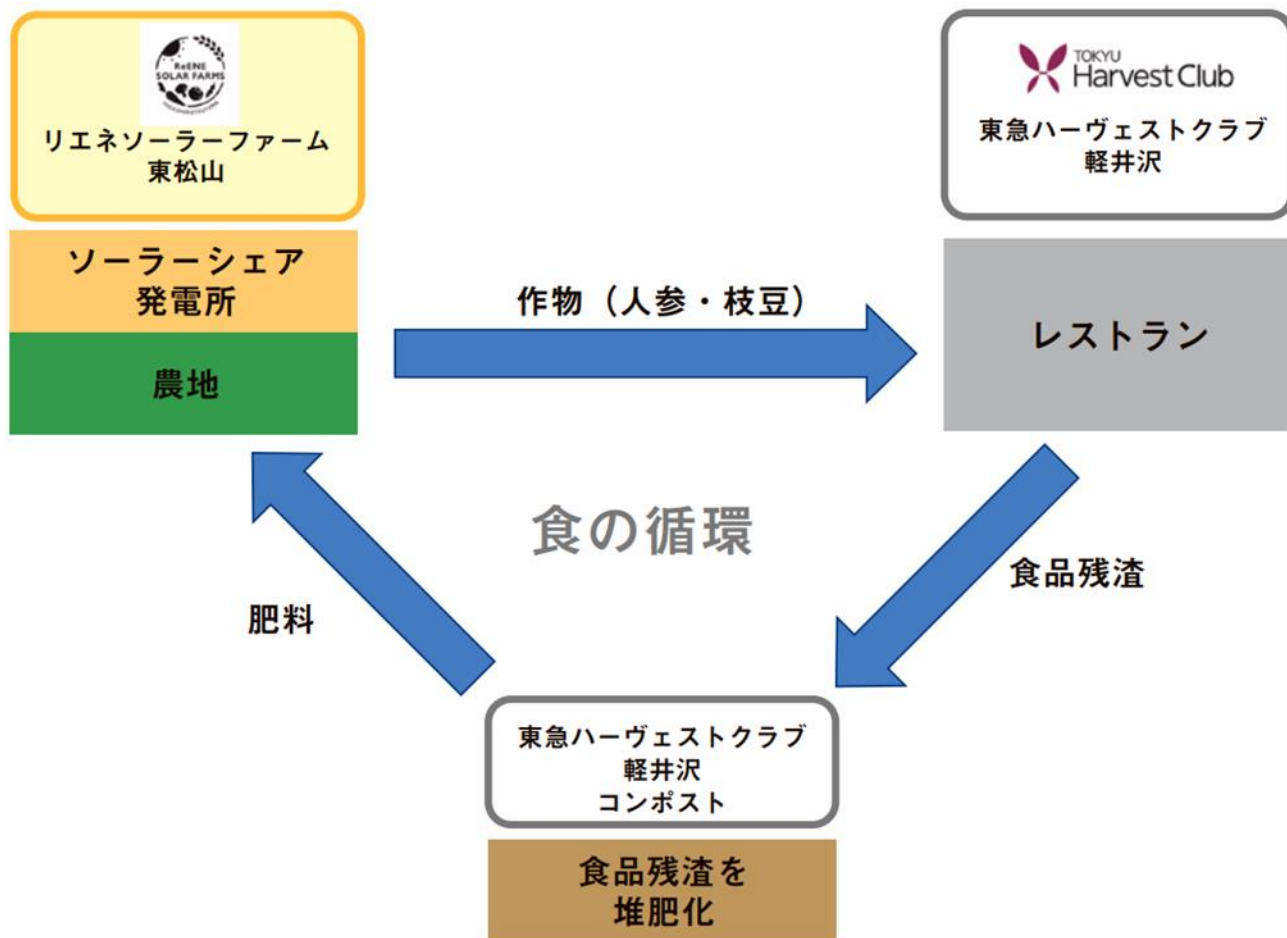 ReENE
SOLAR FARMS
リエネソーラーファーム
東松山
ソーラーシェア
発電所
農地
作物（人参・枝豆）
TOKYU
Harvest Club
東急ハーヴェストクラブ
軽井沢
レストラン
食の循環
食品残渣
肥料
東急ハーヴェストクラブ
軽井沢
コンポスト
食品残渣を
堆肥化